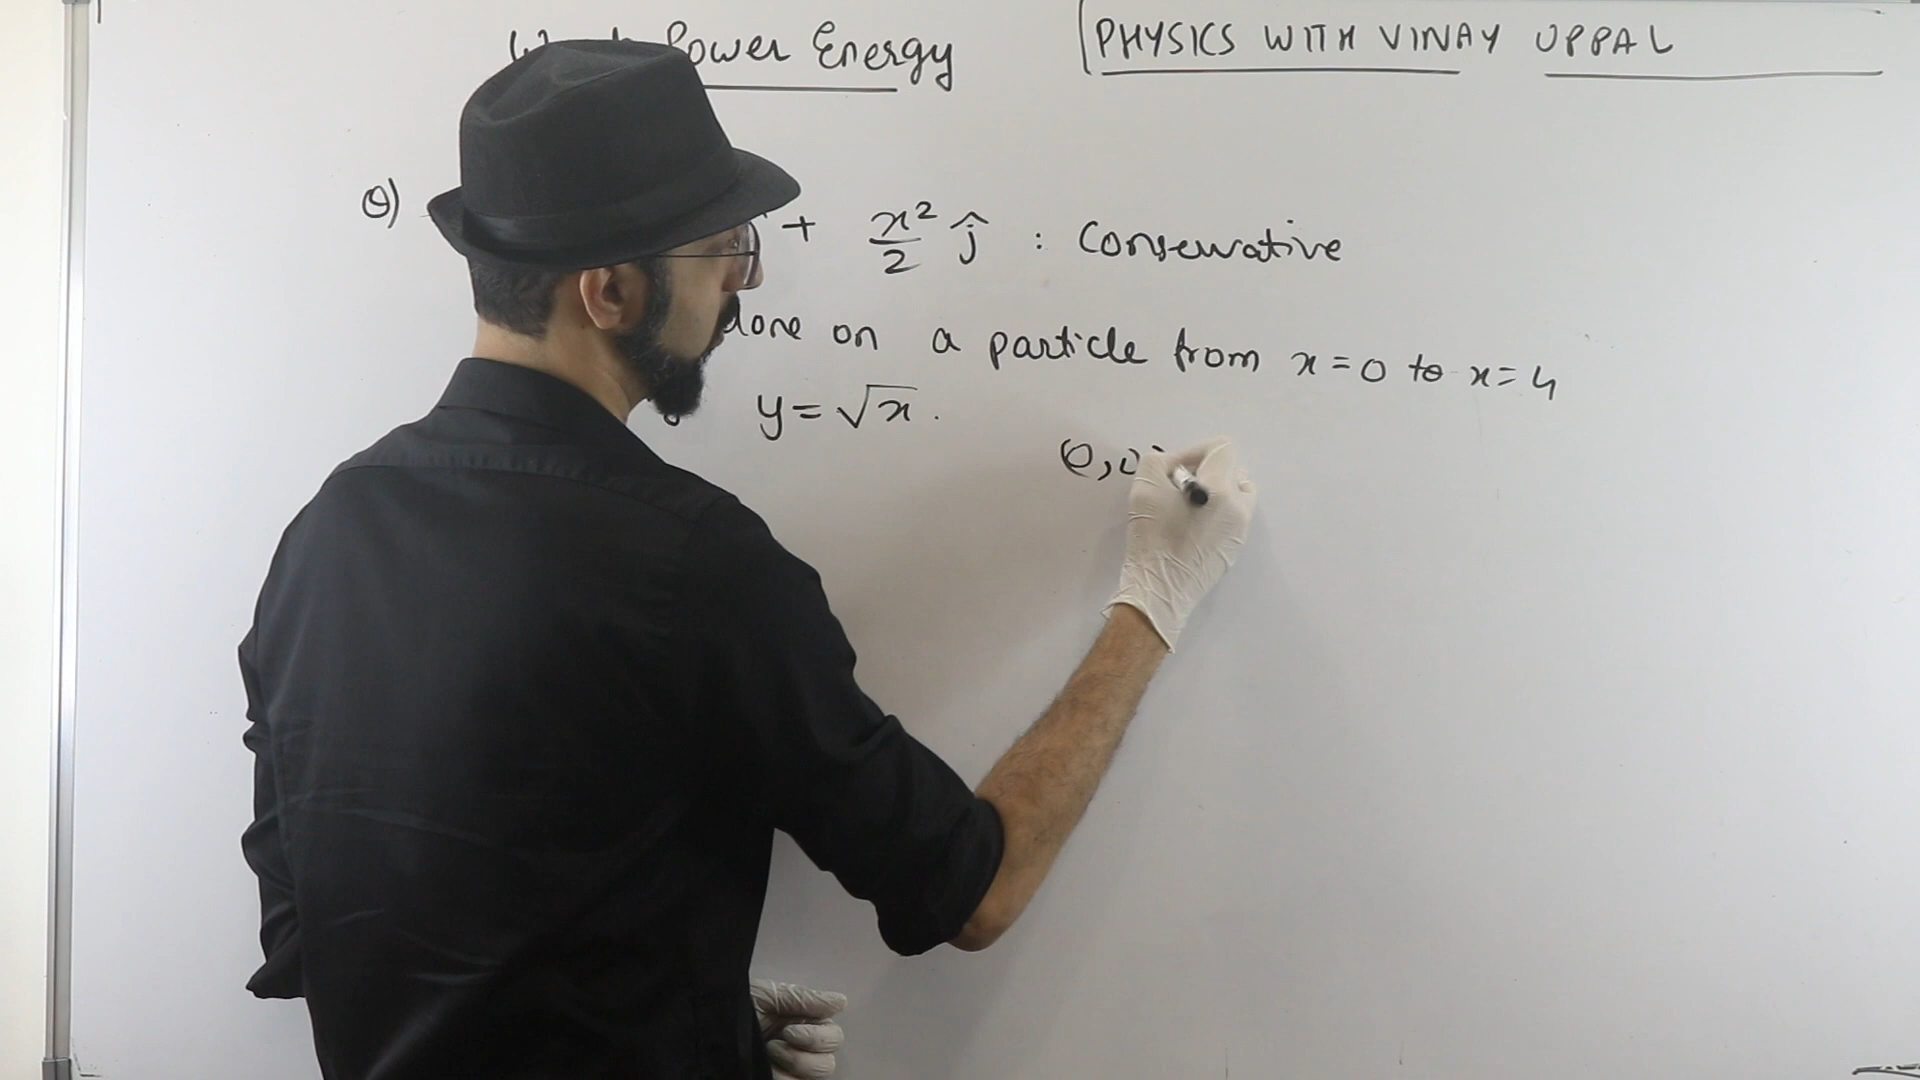 Power Energy
PHYSICS WITH VINAY UPPAL
Q) + x²/2 ĵ : Conservative
done on a particle from x = 0 to x = 4
y = √x .
(0,0)